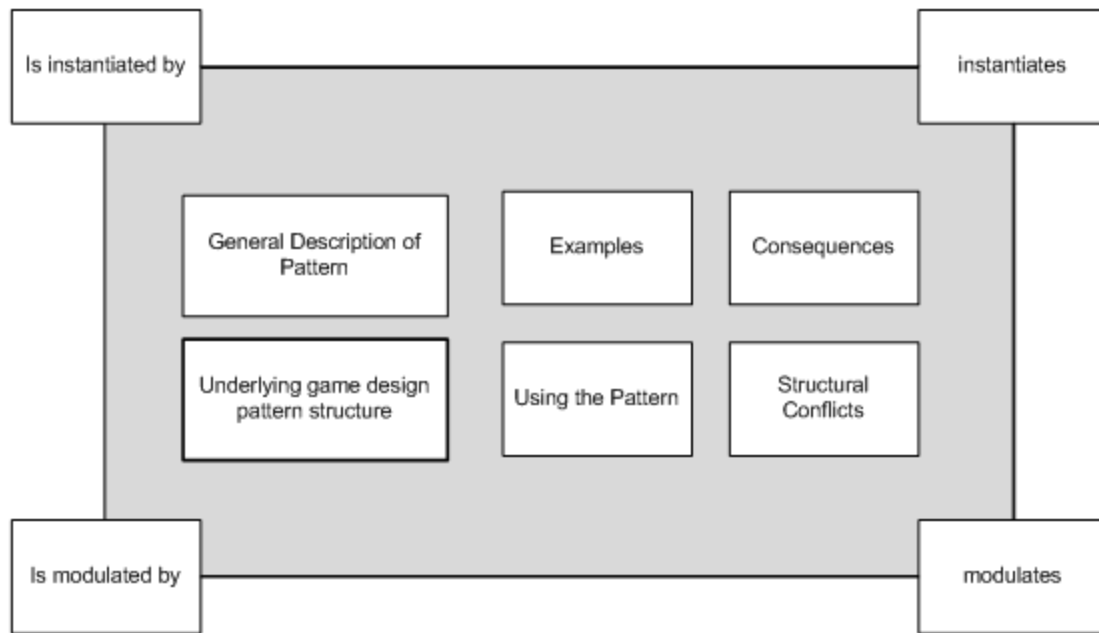 Is instantiated by
instantiates
General Description of
Pattern
Examples
Consequences
Underlying game design
pattern structure
Using the Pattern
Structural
Conflicts
Is modulated by
modulates